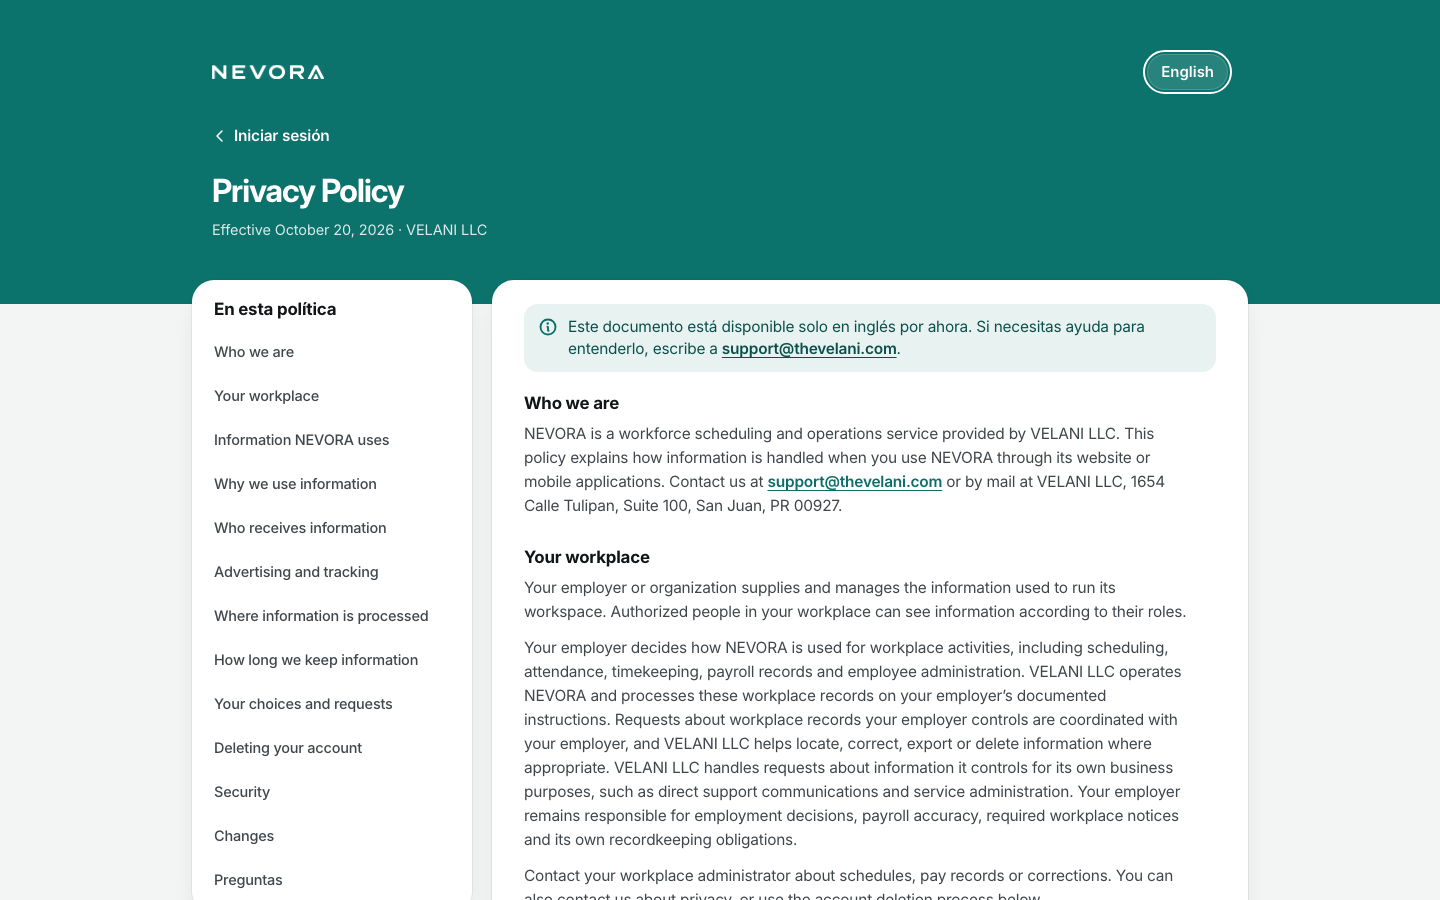 NEVORA
English
Iniciar sesión
Privacy Policy
Effective October 20, 2026 · VELANI LLC
En esta política
Who we are
Your workplace
Information NEVORA uses
Why we use information
Who receives information
Advertising and tracking
Where information is processed
How long we keep information
Your choices and requests
Deleting your account
Security
Changes
Preguntas
Este documento está disponible solo en inglés por ahora. Si necesitas ayuda para
entenderlo, escribe a support@thevelani.com.
Who we are
NEVORA is a workforce scheduling and operations service provided by VELANI LLC. This
policy explains how information is handled when you use NEVORA through its website or
mobile applications. Contact us at support@thevelani.com or by mail at VELANI LLC, 1654
Calle Tulipan, Suite 100, San Juan, PR 00927.
Your workplace
Your employer or organization supplies and manages the information used to run its
workspace. Authorized people in your workplace can see information according to their roles.
Your employer decides how NEVORA is used for workplace activities, including scheduling,
attendance, timekeeping, payroll records and employee administration. VELANI LLC operates
NEVORA and processes these workplace records on your employer’s documented
instructions. Requests about workplace records your employer controls are coordinated with
your employer, and VELANI LLC helps locate, correct, export or delete information where
appropriate. VELANI LLC handles requests about information it controls for its own business
purposes, such as direct support communications and service administration. Your employer
remains responsible for employment decisions, payroll accuracy, required workplace notices
and its own recordkeeping obligations.
Contact your workplace administrator about schedules, pay records or corrections. You can
also contact us about privacy, or use the account deletion process below.